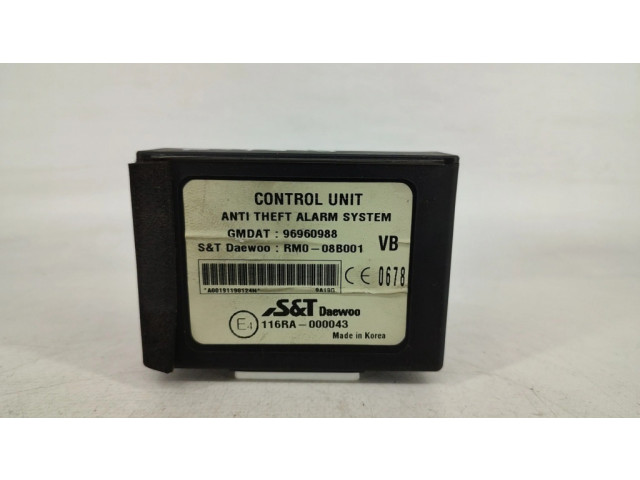 CONTROL UNIT
ANTI THEFT ALARM SYSTEM
GMDAT : 96960988
S&T Daewoo : RM0-08B001 VB
CE 0678
S&T Daewoo
E4 116RA-000043
Made in Korea